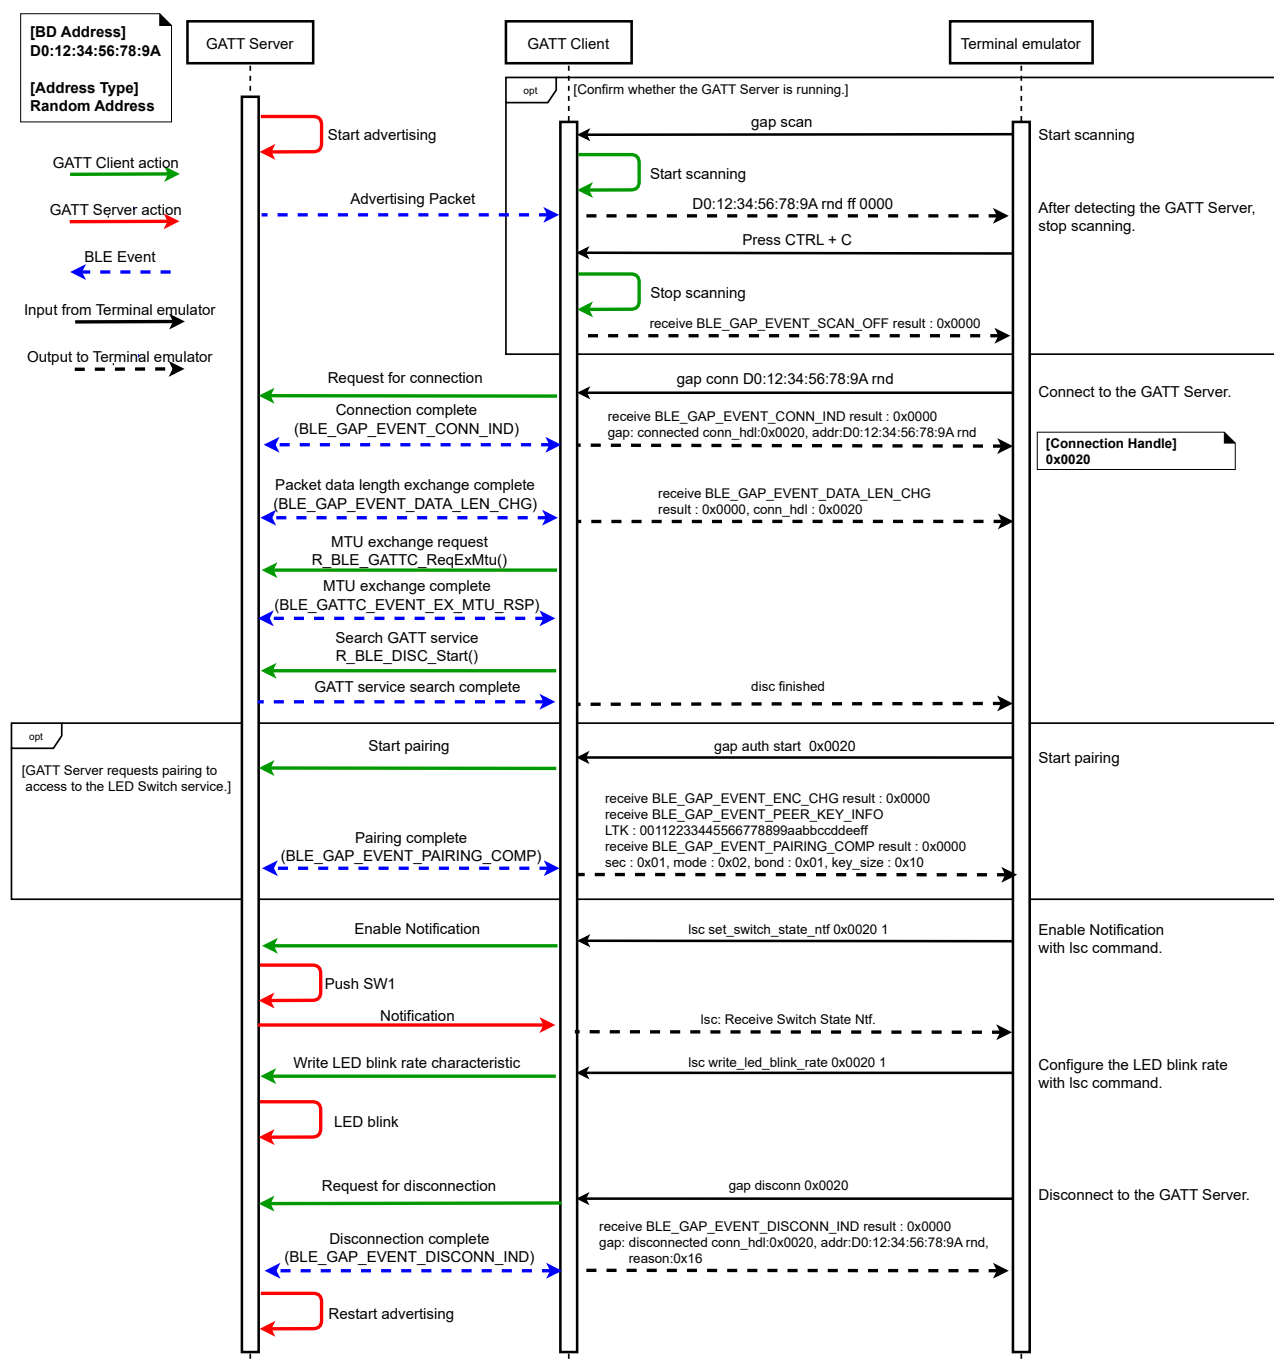 [BD Address]
D0:12:34:56:78:9A
[Address Type]
Random Address
GATT Server
GATT Client
Terminal emulator
opt
[Confirm whether the GATT Server is running.]
GATT Client action
GATT Server action
BLE Event
Input from Terminal emulator
Output to Terminal emulator
Start advertising
gap scan
Start scanning
Start scanning
Advertising Packet
D0:12:34:56:78:9A rnd ff 0000
After detecting the GATT Server,
stop scanning.
Press CTRL + C
Stop scanning
receive BLE_GAP_EVENT_SCAN_OFF result : 0x0000
Request for connection
gap conn D0:12:34:56:78:9A rnd
Connect to the GATT Server.
Connection complete
(BLE_GAP_EVENT_CONN_IND)
receive BLE_GAP_EVENT_CONN_IND result : 0x0000
gap: connected conn_hdl:0x0020, addr:D0:12:34:56:78:9A rnd
[Connection Handle]
0x0020
Packet data length exchange complete
(BLE_GAP_EVENT_DATA_LEN_CHG)
receive BLE_GAP_EVENT_DATA_LEN_CHG
result : 0x0000, conn_hdl : 0x0020
MTU exchange request
R_BLE_GATTC_ReqExMtu()
MTU exchange complete
(BLE_GATTC_EVENT_EX_MTU_RSP)
Search GATT service
R_BLE_DISC_Start()
GATT service search complete
disc finished
opt
[GATT Server requests pairing to
access to the LED Switch service.]
Start pairing
gap auth start 0x0020
Start pairing
Pairing complete
(BLE_GAP_EVENT_PAIRING_COMP)
receive BLE_GAP_EVENT_ENC_CHG result : 0x0000
receive BLE_GAP_EVENT_PEER_KEY_INFO
LTK : 00112233445566778899aabbccddeeff
receive BLE_GAP_EVENT_PAIRING_COMP result : 0x0000
sec : 0x01, mode : 0x02, bond : 0x01, key_size : 0x10
Enable Notification
lsc set_switch_state_ntf 0x0020 1
Enable Notification
with lsc command.
Push SW1
Notification
lsc: Receive Switch State Ntf.
Write LED blink rate characteristic
lsc write_led_blink_rate 0x0020 1
Configure the LED blink rate
with lsc command.
LED blink
Request for disconnection
gap disconn 0x0020
Disconnect to the GATT Server.
Disconnection complete
(BLE_GAP_EVENT_DISCONN_IND)
receive BLE_GAP_EVENT_DISCONN_IND result : 0x0000
gap: disconnected conn_hdl:0x0020, addr:D0:12:34:56:78:9A rnd,
reason:0x16
Restart advertising